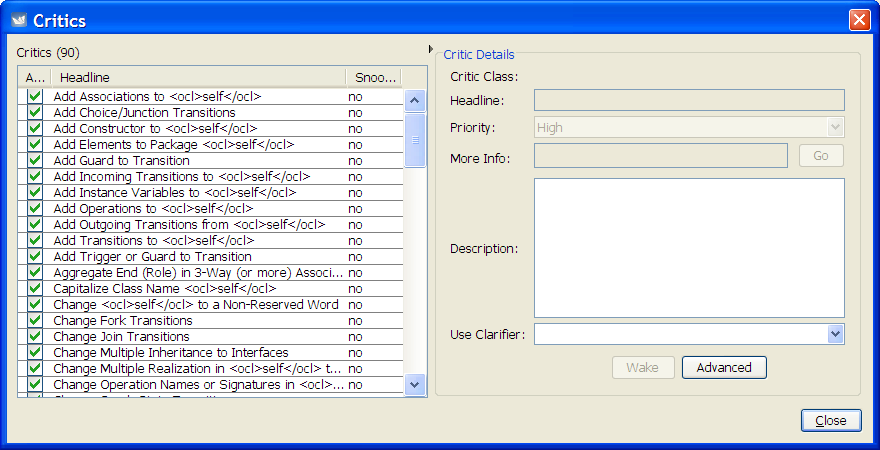 Critics
Critics (90)
A... Headline Snoo...
Add Associations to <ocl>self</ocl> no
Add Choice/Junction Transitions no
Add Constructor to <ocl>self</ocl> no
Add Elements to Package <ocl>self</ocl> no
Add Guard to Transition no
Add Incoming Transitions to <ocl>self</ocl> no
Add Instance Variables to <ocl>self</ocl> no
Add Operations to <ocl>self</ocl> no
Add Outgoing Transitions from <ocl>self</ocl> no
Add Transitions to <ocl>self</ocl> no
Add Trigger or Guard to Transition no
Aggregate End (Role) in 3-Way (or more) Associ... no
Capitalize Class Name <ocl>self</ocl> no
Change <ocl>self</ocl> to a Non-Reserved Word no
Change Fork Transitions no
Change Join Transitions no
Change Multiple Inheritance to Interfaces no
Change Multiple Realization in <ocl>self</ocl> t... no
Change Operation Names or Signatures in <ocl>... no
Critic Details
Critic Class:
Headline:
Priority: High
More Info: Go
Description:
Use Clarifier:
Wake Advanced
Close